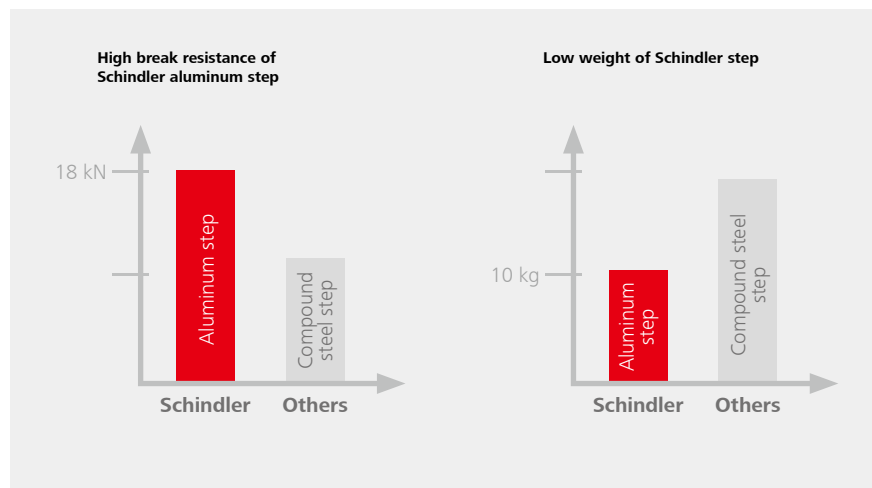 High break resistance of
Schindler aluminum step
18 kN
Aluminum step
Compound
steel step
Schindler
Others
Low weight of Schindler step
10 kg
Aluminum
step
Compound steel
step
Schindler
Others